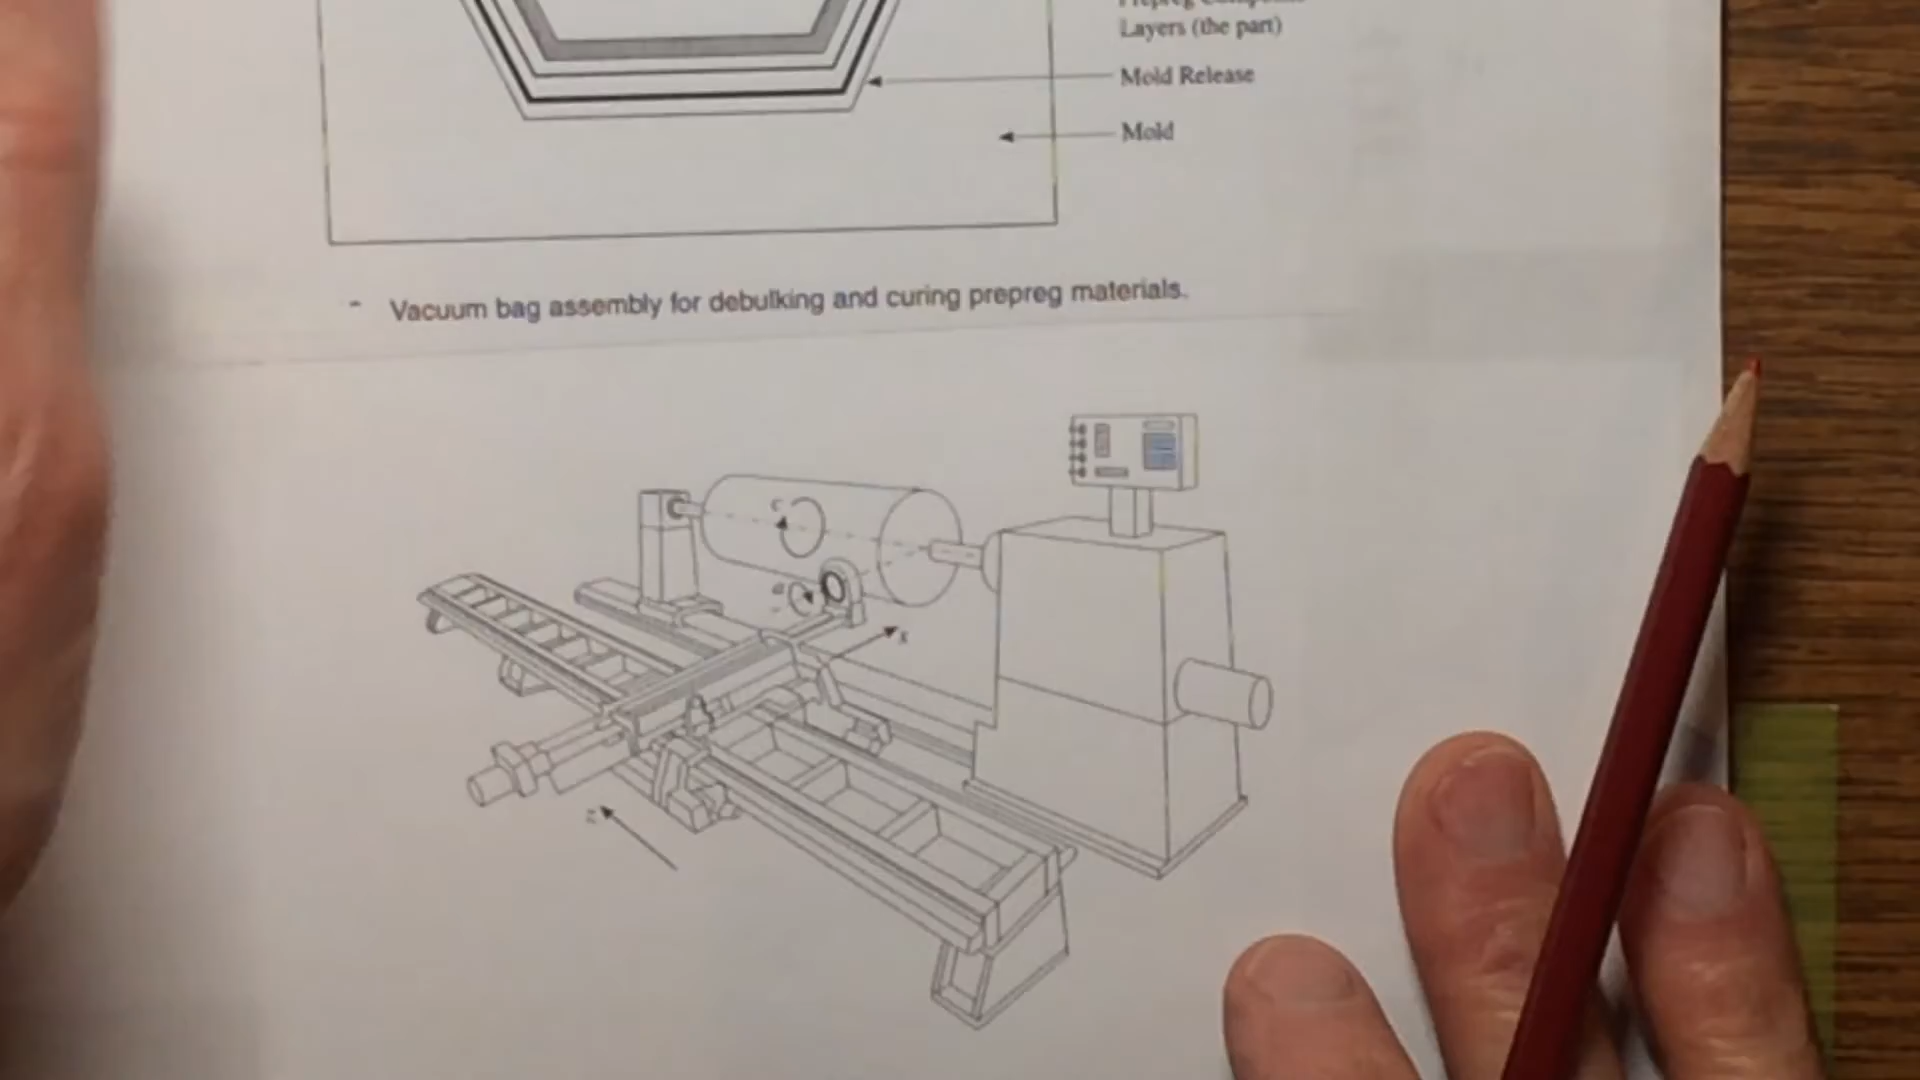 Layers (the part)
Mold Release
Mold
Vacuum bag assembly for debulking and curing prepreg materials.
c
x
z